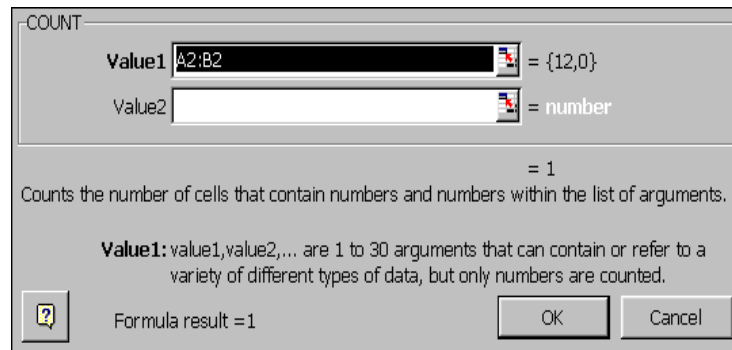 COUNT
Value1 A2:B2 = {12,0}
Value2 = number
= 1
Counts the number of cells that contain numbers and numbers within the list of arguments.
Value1: value1,value2,... are 1 to 30 arguments that can contain or refer to a
variety of different types of data, but only numbers are counted.
? Formula result =1 OK Cancel